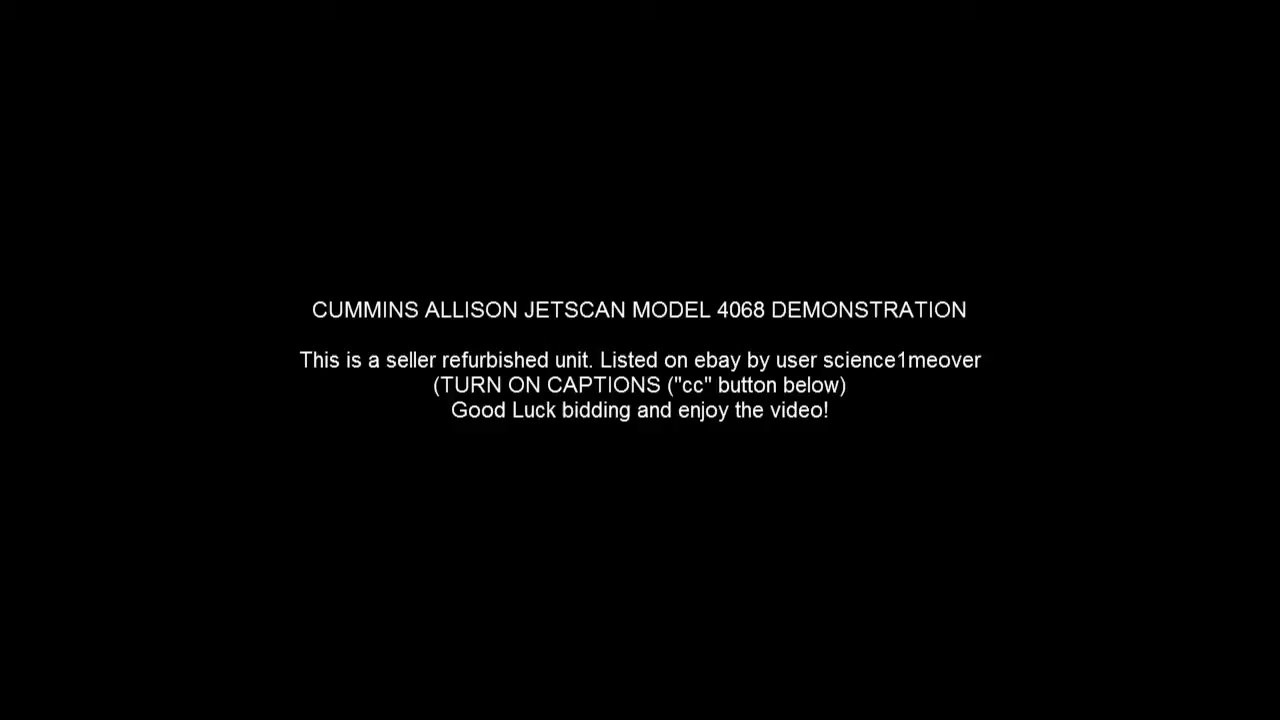 CUMMINS ALLISON JETSCAN MODEL 4068 DEMONSTRATION
This is a seller refurbished unit. Listed on ebay by user science1meover
(TURN ON CAPTIONS ("cc" button below)
Good Luck bidding and enjoy the video!